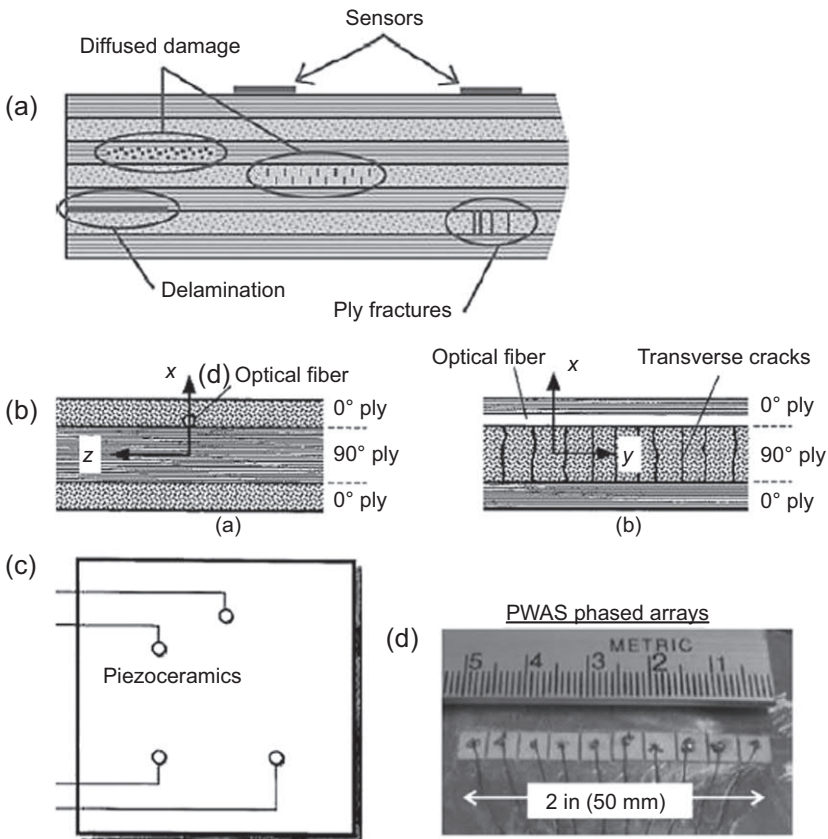 Sensors
Diffused damage
(a)
Delamination
Ply fractures
(b)
x
(d)
Optical fiber
0° ply
z
90° ply
0° ply
(a)
Optical fiber
x
Transverse cracks
0° ply
y
90° ply
0° ply
(b)
(c)
Piezoceramics
PWAS phased arrays
(d)
METRIC
5 4 3 2 1
2 in (50 mm)